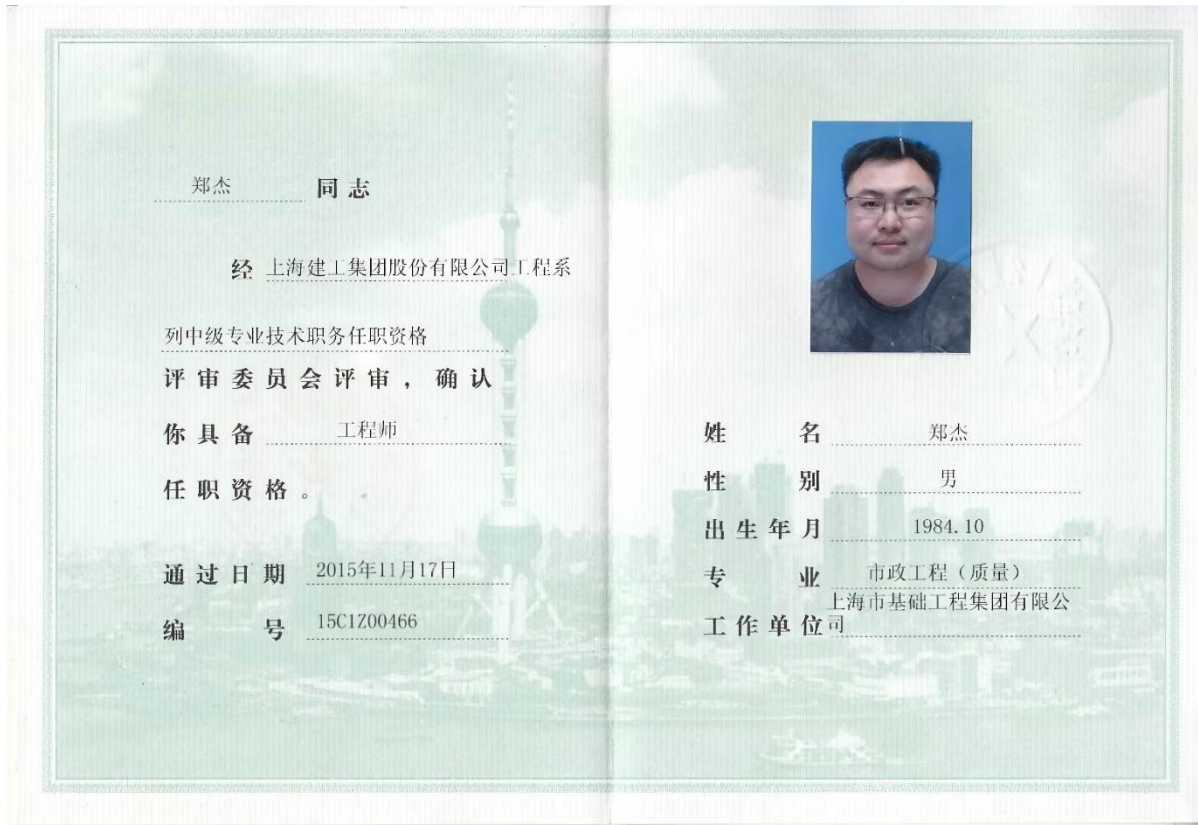 郑杰 同志
经 上海建工集团股份有限公司工程系
列中级专业技术职务任职资格
评审委员会评审，确认
你具备 工程师
任职资格。
通过日期 2015年11月17日
编号 15C1Z00466
姓名 郑杰
性别 男
出生年月 1984.10
专业 市政工程（质量）
上海市基础工程集团有限公
工作单位 司